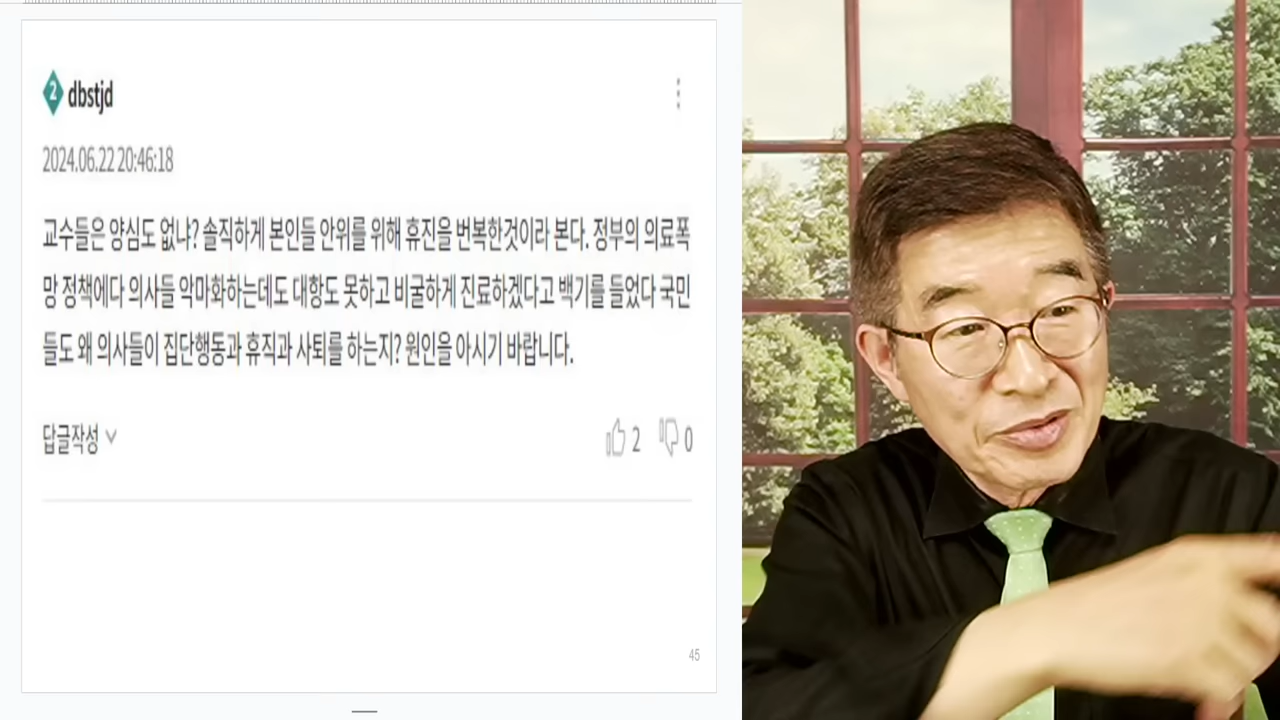 2 dbstjd
2024.06.22 20:46:18
교수들은 양심도 없냐? 솔직하게 본인들 안위를 위해 휴진을 번복한것이라 본다. 정부의 의료폭
망 정책에다 의사들 악마화하는데도 대항도 못하고 비굴하게 진료하겠다고 백기를 들었다 국민
들도 왜 의사들이 집단행동과 휴직과 사퇴를 하는지? 원인을 아시기 바랍니다.
답글작성
2 0
45